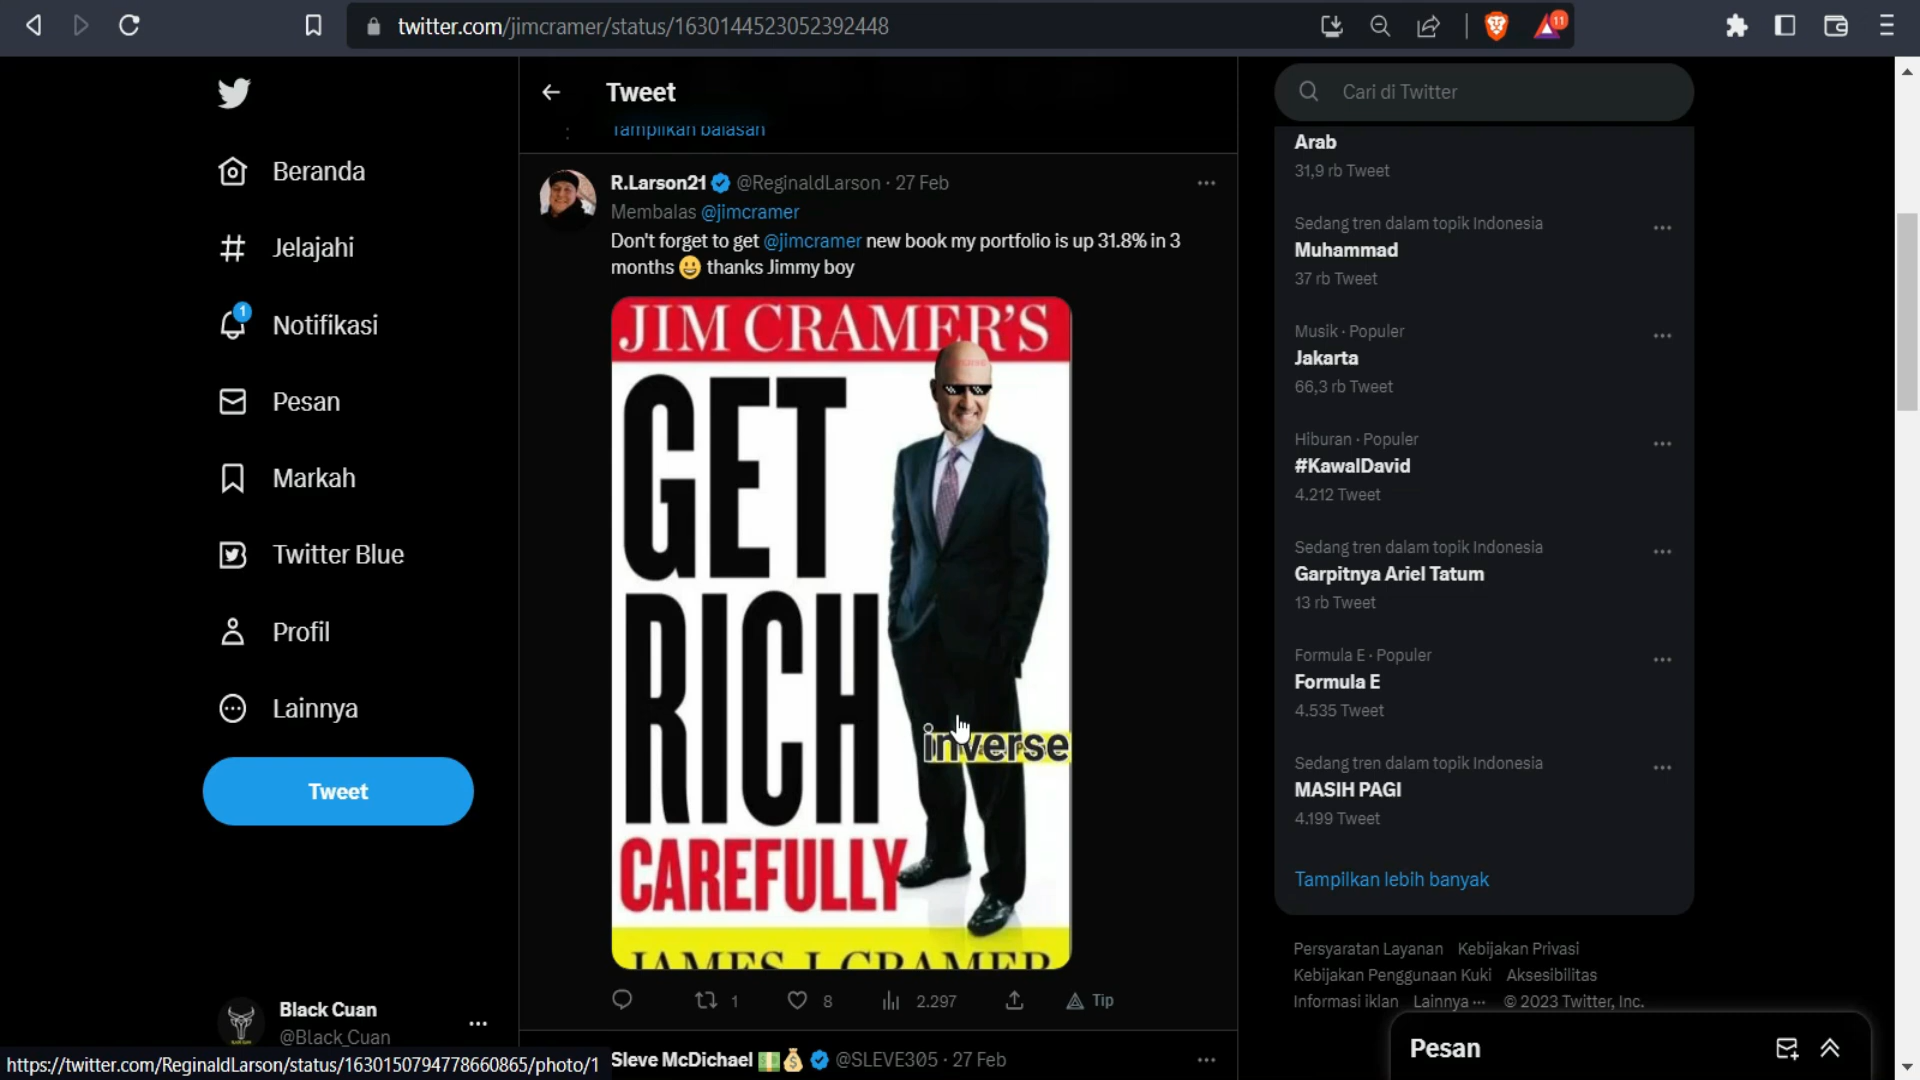 twitter.com/jimcramer/status/1630144523052392448
11
Beranda
Jelajahi
1
Notifikasi
Pesan
Markah
Twitter Blue
Profil
Lainnya
Tweet
Black Cuan
@Black_Cuan
https://twitter.com/ReginaldLarson/status/1630150794778660865/photo/1
Tweet
Tampilkan balasan
R.Larson21 @ReginaldLarson · 27 Feb
Membalas @jimcramer
Don't forget to get @jimcramer new book my portfolio is up 31.8% in 3
months 😀 thanks Jimmy boy
JIM CRAMER'S
GET
RICH
inverse
CAREFULLY
JAMES J. CRAMER
1
8
2.297
Tip
Sleve McDichael 💵💰 @SLEVE305 · 27 Feb
Cari di Twitter
Arab
31,9 rb Tweet
Sedang tren dalam topik Indonesia
Muhammad
37 rb Tweet
Musik · Populer
Jakarta
66,3 rb Tweet
Hiburan · Populer
#KawalDavid
4.212 Tweet
Sedang tren dalam topik Indonesia
Garpitnya Ariel Tatum
13 rb Tweet
Formula E · Populer
Formula E
4.535 Tweet
Sedang tren dalam topik Indonesia
MASIH PAGI
4.199 Tweet
Tampilkan lebih banyak
Persyaratan Layanan Kebijakan Privasi
Kebijakan Penggunaan Kuki Aksesibilitas
Informasi iklan Lainnya ··· © 2023 Twitter, Inc.
Pesan